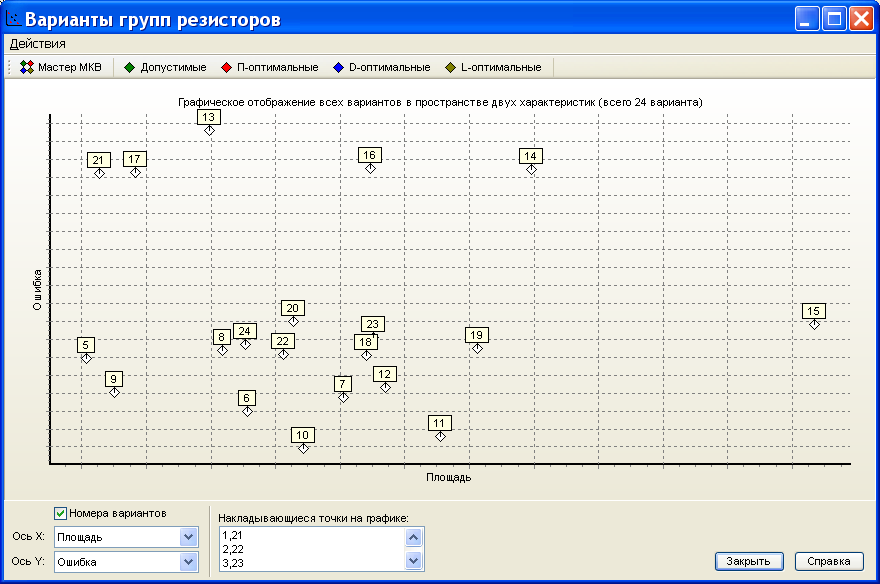 Варианты групп резисторов
Действия
Мастер МКВ Допустимые П-оптимальные D-оптимальные L-оптимальные
Графическое отображение всех вариантов в пространстве двух характеристик (всего 24 варианта)
13
21 17 16 14
20 15
5 8 24 22 23 18 19
9 7 12
6
10 11
Ошибка
Площадь
Номера вариантов
Ось X: Площадь
Ось Y: Ошибка
Накладывающиеся точки на графике:
1,21
2,22
3,23
Закрыть Справка